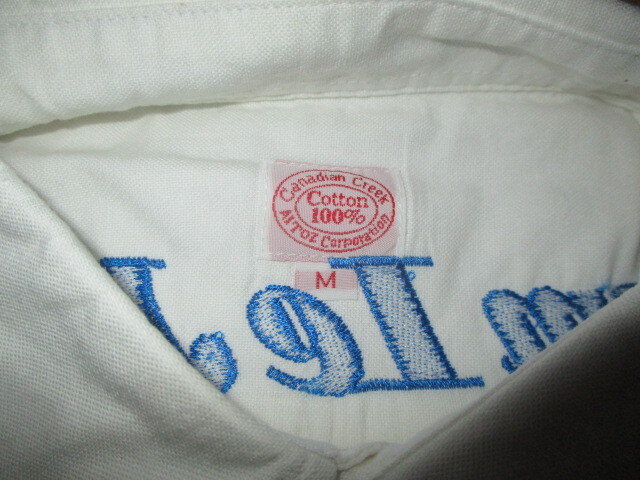 Canadian Creek
Cotton
100%
AITOZ Corporation
M